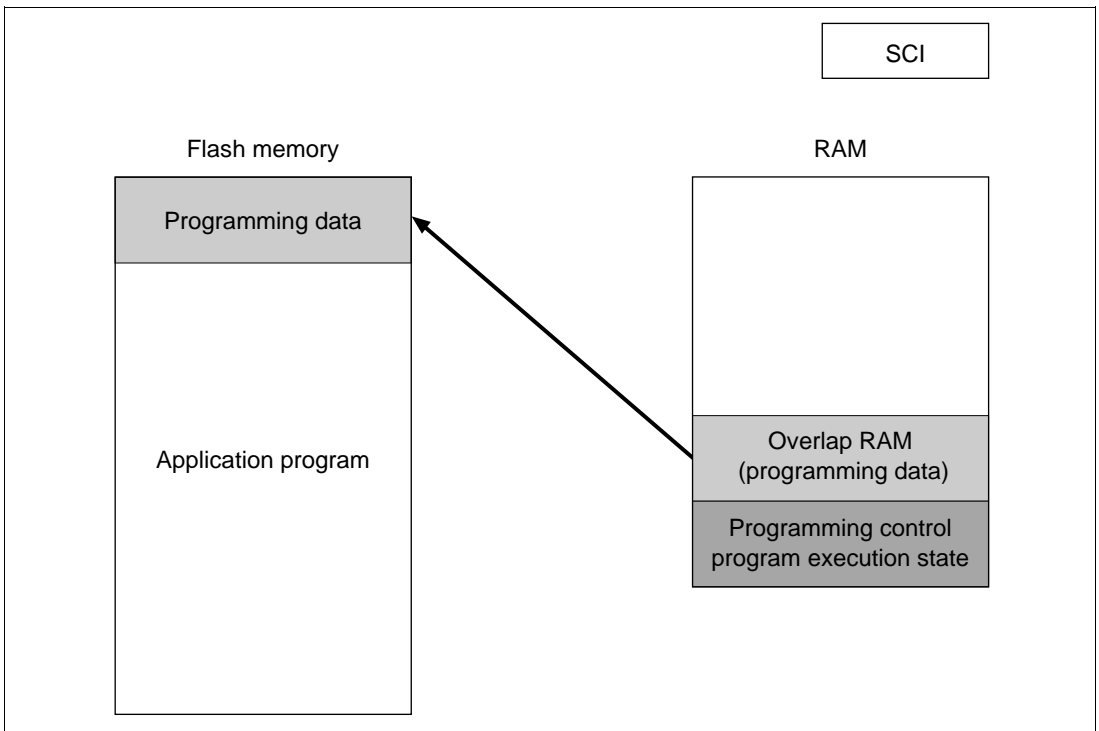 SCI
Flash memory
RAM
Programming data
Application program
Overlap RAM
(programming data)
Programming control
program execution state